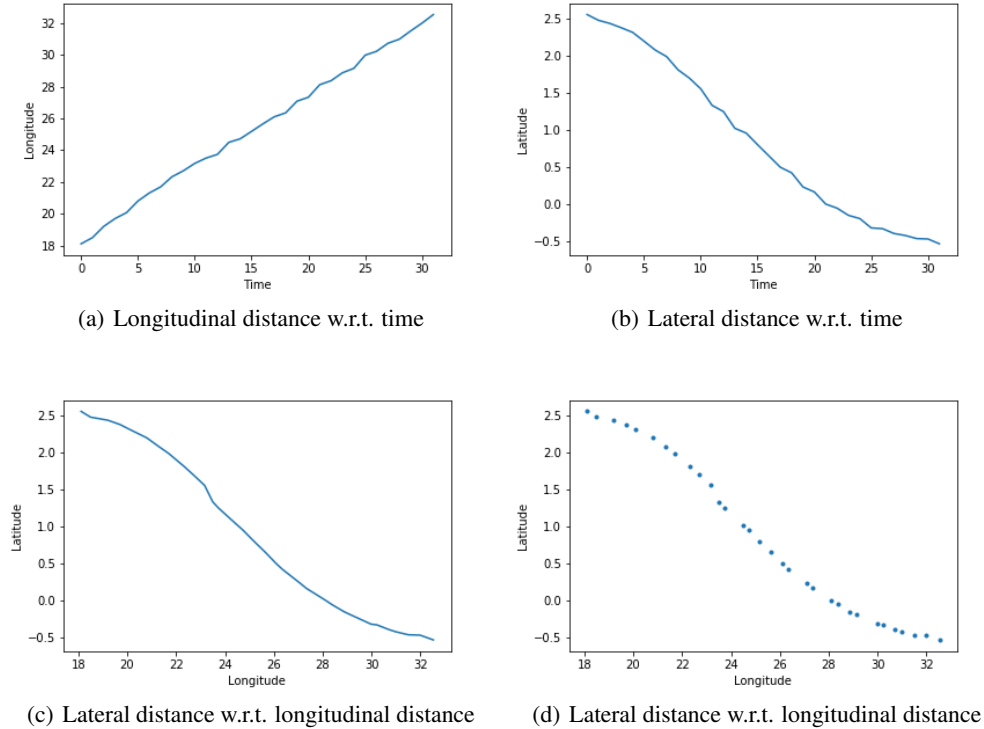 32
30
28
26
24
22
20
18
Longitude
0 5 10 15 20 25 30
Time
(a) Longitudinal distance w.r.t. time
2.5
2.0
1.5
1.0
0.5
0.0
−0.5
Latitude
0 5 10 15 20 25 30
Time
(b) Lateral distance w.r.t. time
2.5
2.0
1.5
1.0
0.5
0.0
−0.5
Latitude
18 20 22 24 26 28 30 32
Longitude
(c) Lateral distance w.r.t. longitudinal distance
2.5
2.0
1.5
1.0
0.5
0.0
−0.5
Latitude
18 20 22 24 26 28 30 32
Longitude
(d) Lateral distance w.r.t. longitudinal distance